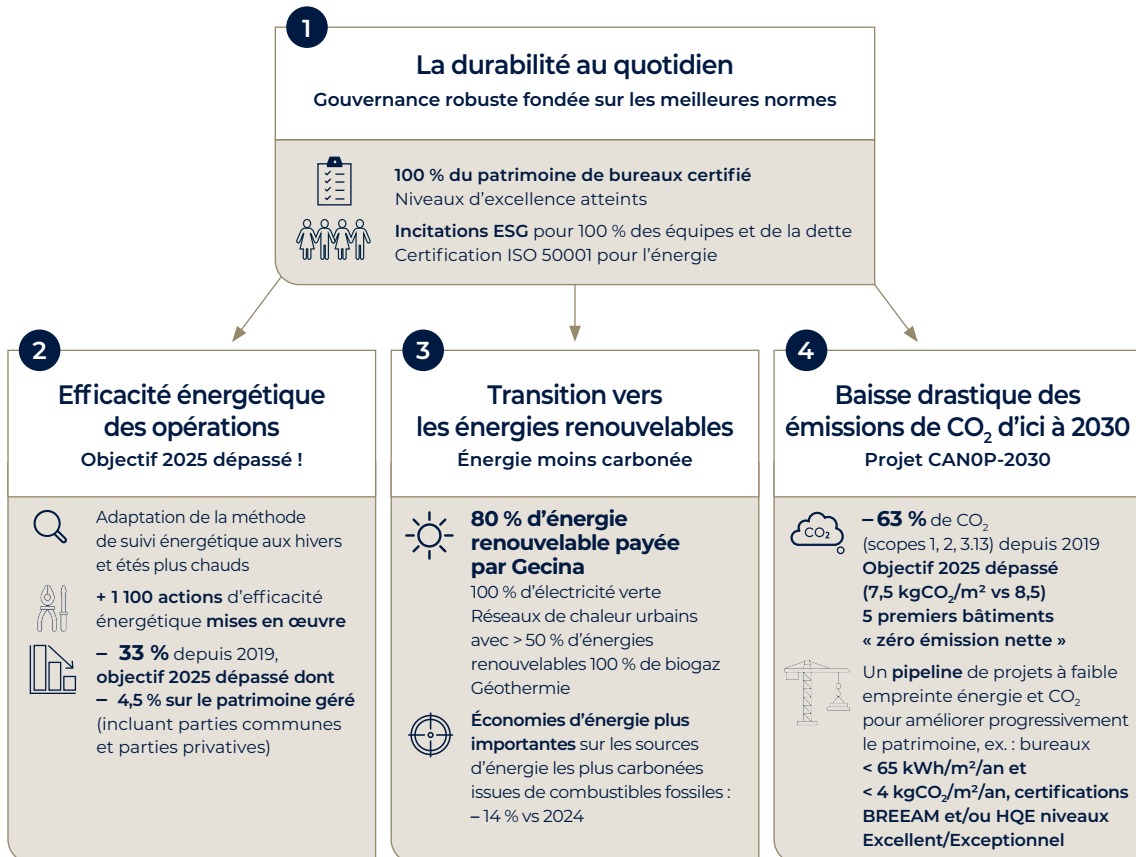 1
La durabilité au quotidien
Gouvernance robuste fondée sur les meilleures normes
100 % du patrimoine de bureaux certifié
Niveaux d’excellence atteints
Incitations ESG pour 100 % des équipes et de la dette
Certification ISO 50001 pour l’énergie
2
Efficacité énergétique
des opérations
Objectif 2025 dépassé !
Adaptation de la méthode
de suivi énergétique aux hivers
et étés plus chauds
+ 1 100 actions d’efficacité
énergétique mises en œuvre
– 33 % depuis 2019,
objectif 2025 dépassé dont
– 4,5 % sur le patrimoine géré
(incluant parties communes
et parties privatives)
3
Transition vers
les énergies renouvelables
Énergie moins carbonée
80 % d’énergie
renouvelable payée
par Gecina
100 % d’électricité verte
Réseaux de chaleur urbains
avec > 50 % d’énergies
renouvelables 100 % de biogaz
Géothermie
Économies d’énergie plus
importantes sur les sources
d’énergie les plus carbonées
issues de combustibles fossiles :
– 14 % vs 2024
4
Baisse drastique des
émissions de CO₂ d’ici à 2030
Projet CAN0P-2030
CO₂
– 63 % de CO₂
(scopes 1, 2, 3.13) depuis 2019
Objectif 2025 dépassé
(7,5 kgCO₂/m² vs 8,5)
5 premiers bâtiments
« zéro émission nette »
Un pipeline de projets à faible
empreinte énergie et CO₂
pour améliorer progressivement
le patrimoine, ex. : bureaux
< 65 kWh/m²/an et
< 4 kgCO₂/m²/an, certifications
BREEAM et/ou HQE niveaux
Excellent/Exceptionnel